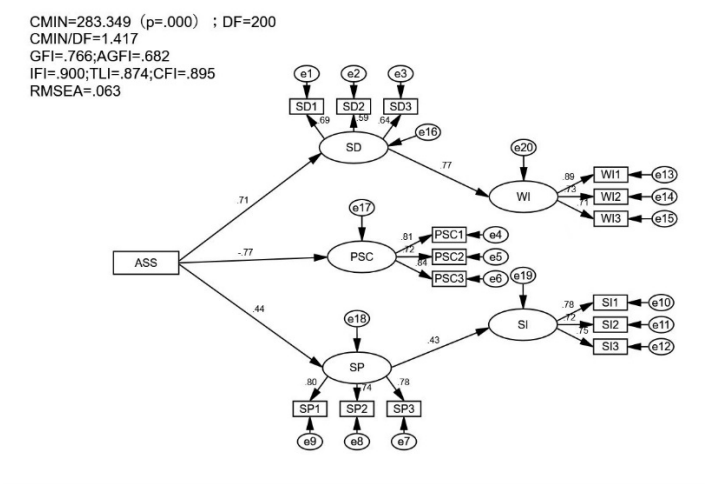 CMIN=283.349（p=.000）；DF=200
CMIN/DF=1.417
GFI=.766;AGFI=.682
IFI=.900;TLI=.874;CFI=.895
RMSEA=.063
e1 e2 e3
SD1 SD2 SD3
.69 .59 .64
e16
SD
e20
.71
.77
WI
.89 WI1 e13
.73 WI2 e14
.71 WI3 e15
e17
ASS
-.77
PSC
.81 PSC1 e4
.72 PSC2 e5
.84 PSC3 e6
e19
.44
e18
SP
.43
SI
.78 SI1 e10
.72 SI2 e11
.75 SI3 e12
.80 .74 .78
SP1 SP2 SP3
e9 e8 e7